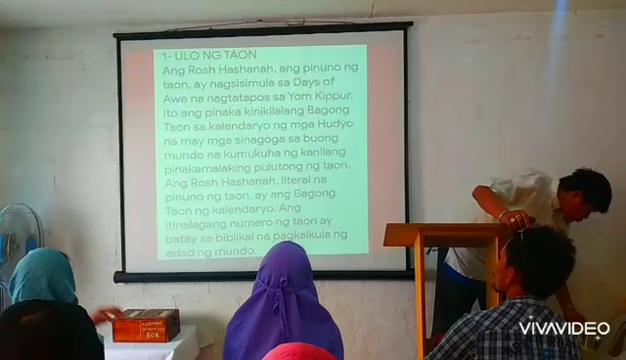 1- ULO NG TAON
Ang Rosh Hashanah, ang pinuno ng
taon, ay nagsisimula sa Days of
Awe na nagtatapos sa Yom Kippur.
Ito ang pinaka kinikilalang Bagong
Taon sa kalendaryo ng mga Hudyo
na may mga sinagoga sa buong
mundo na kumukuha ng kanilang
pinakamalaking pulutong ng taon.
Ang Rosh Hashanah, literal na
pinuno ng taon, ay ang Bagong
Taon ng kalendaryo. Ang
itinalagang numero ng taon ay
batay sa biblikal na pagkalkula ng
edad ng mundo.
BOX
VIVAVIDEO